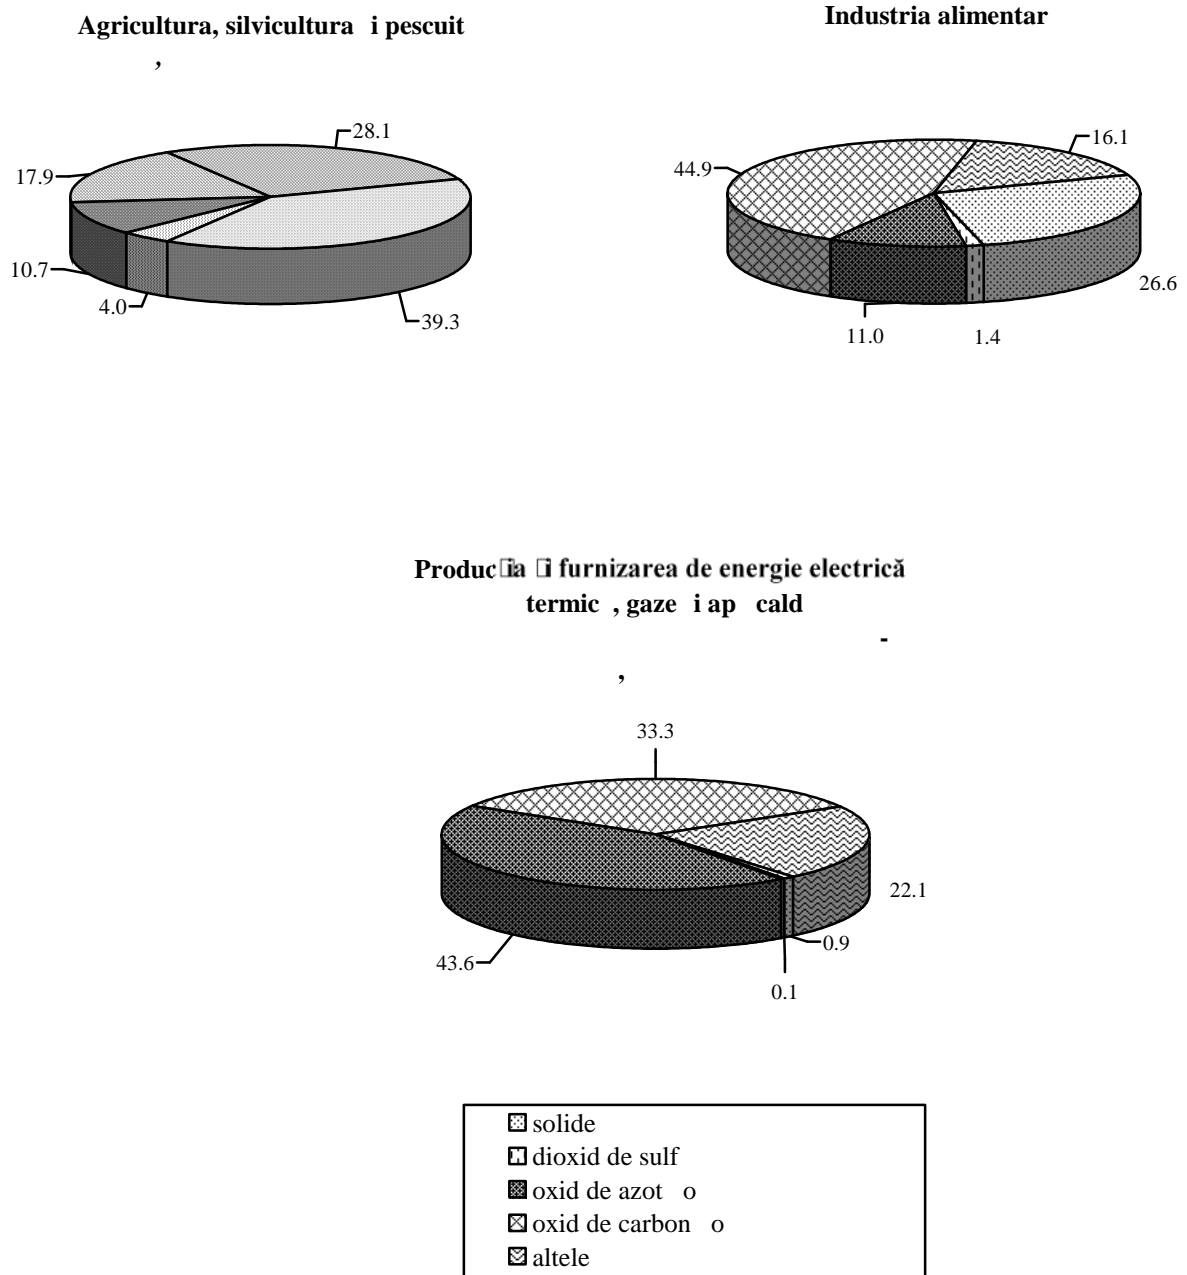 Agricultura, silvicultura i pescuit
,
28.1
17.9
10.7
4.0
39.3
Industria alimentar
16.1
44.9
26.6
11.0
1.4
Produc ia i furnizarea de energie electrică
termic , gaze i ap cald
-
,
33.3
22.1
0.9
43.6
0.1
solide
dioxid de sulf
oxid de azot o
oxid de carbon o
altele